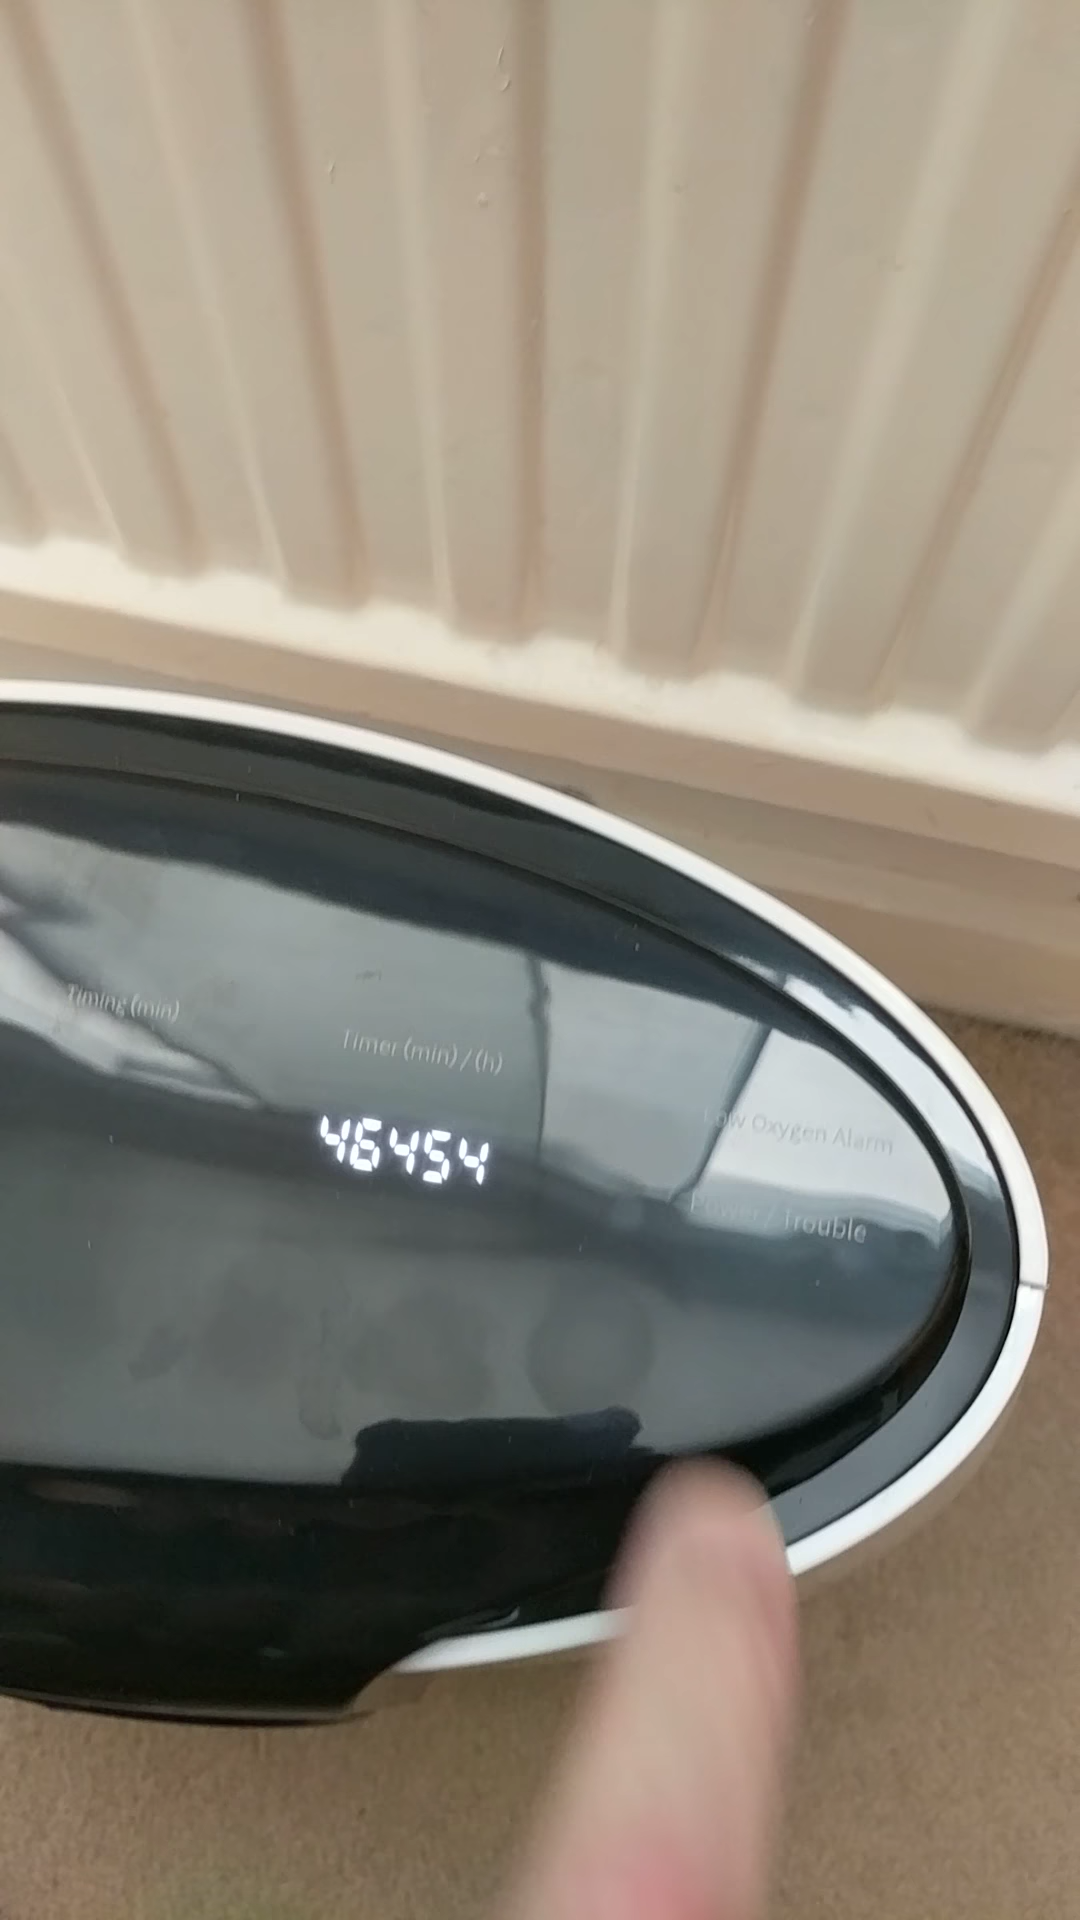 Timing (min)
Timer (min) / (h)
46454
Low Oxygen Alarm
Power / Trouble